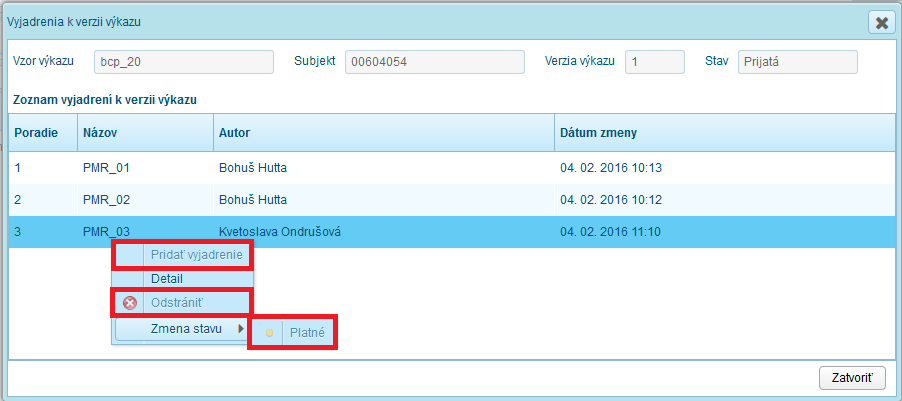 Vyjadrenia k verzii výkazu
Vzor výkazu bcp_20 Subjekt 00604054 Verzia výkazu 1 Stav Prijatá
Zoznam vyjadrení k verzii výkazu
Poradie Názov Autor Dátum zmeny
1 PMR_01 Bohuš Hutta 04. 02. 2016 10:13
2 PMR_02 Bohuš Hutta 04. 02. 2016 10:12
3 PMR_03 Kvetoslava Ondrušová 04. 02. 2016 11:10
Pridať vyjadrenie
Detail
Odstrániť
Zmena stavu Platné
Zatvoriť